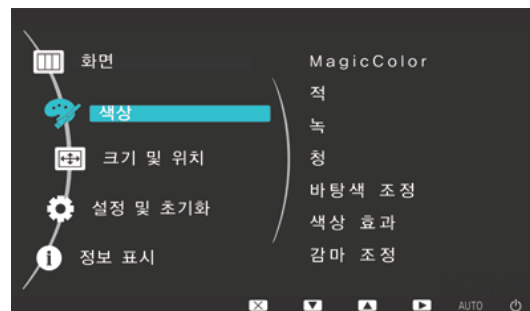 화면
색상
크기 및 위치
설정 및 초기화
정보 표시
MagicColor
적
녹
청
바탕색 조정
색상 효과
감마 조정
AUTO